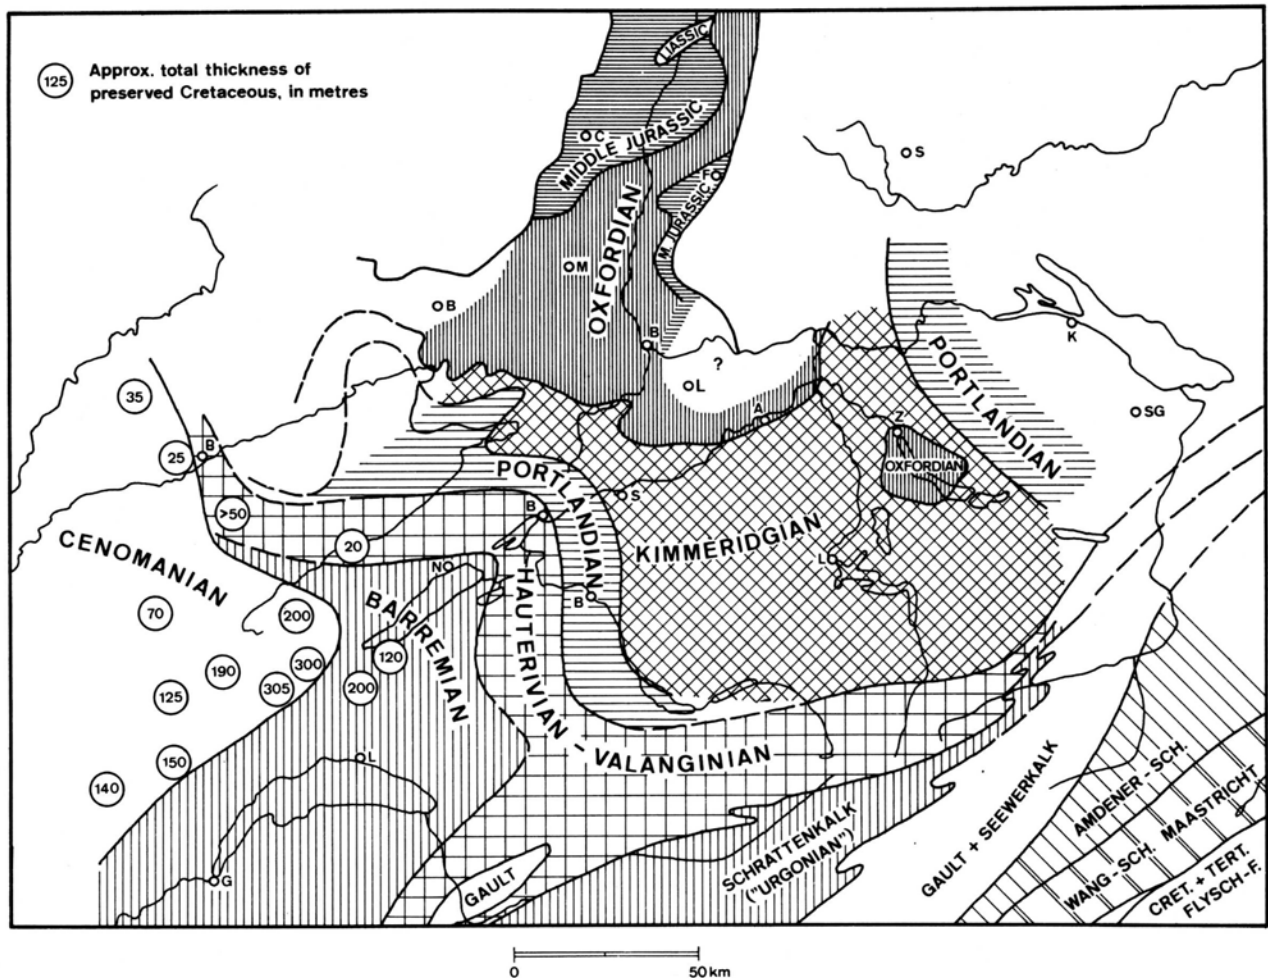 125
Approx. total thickness of
preserved Cretaceous, in metres
LIASSIC
C
MIDDLE JURASSIC
S
F
M. JURASSIC
OXFORDIAN
M
B
B
?
K
L
A
PORTLANDIAN
35
SG
Z
B
25
OXFORDIAN
PORTLANDIAN
S
>50
B
KIMMERIDGIAN
20
CENOMANIAN
L
N
HAUTERIVIAN - VALANGINIAN
BARREMIAN
B
70
200
120
300
190
305
200
125
150
L
140
AMDENER - SCH.
MAASTRICHT
WANG - SCH.
GAULT + SEEWERKALK
SCHRATTENKALK
("URGONIAN")
G
GAULT
CRET. + TERT.
FLYSCH - F.
0 50 km